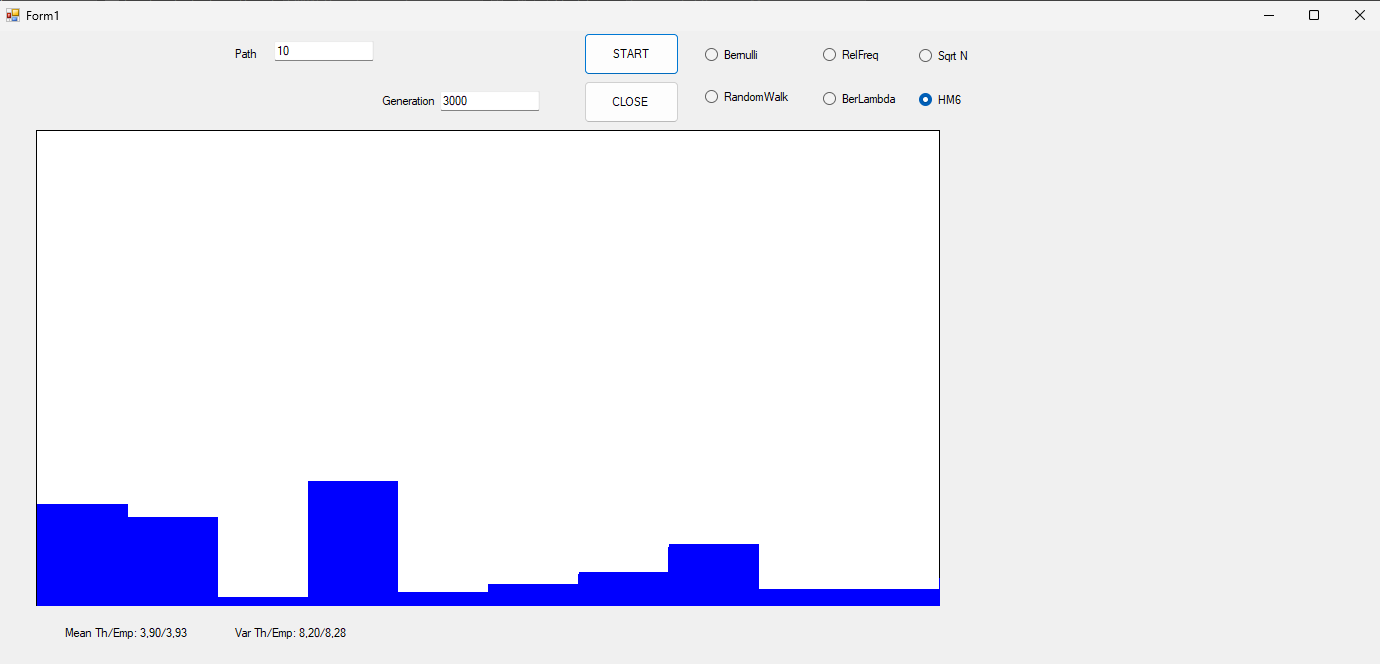 Form1
Path 10
START
Bernulli
RelFreq
Sqrt N
Generation 3000
CLOSE
RandomWalk
BerLambda
HM6
Mean Th/Emp: 3,90/3,93
Var Th/Emp: 8,20/8,28